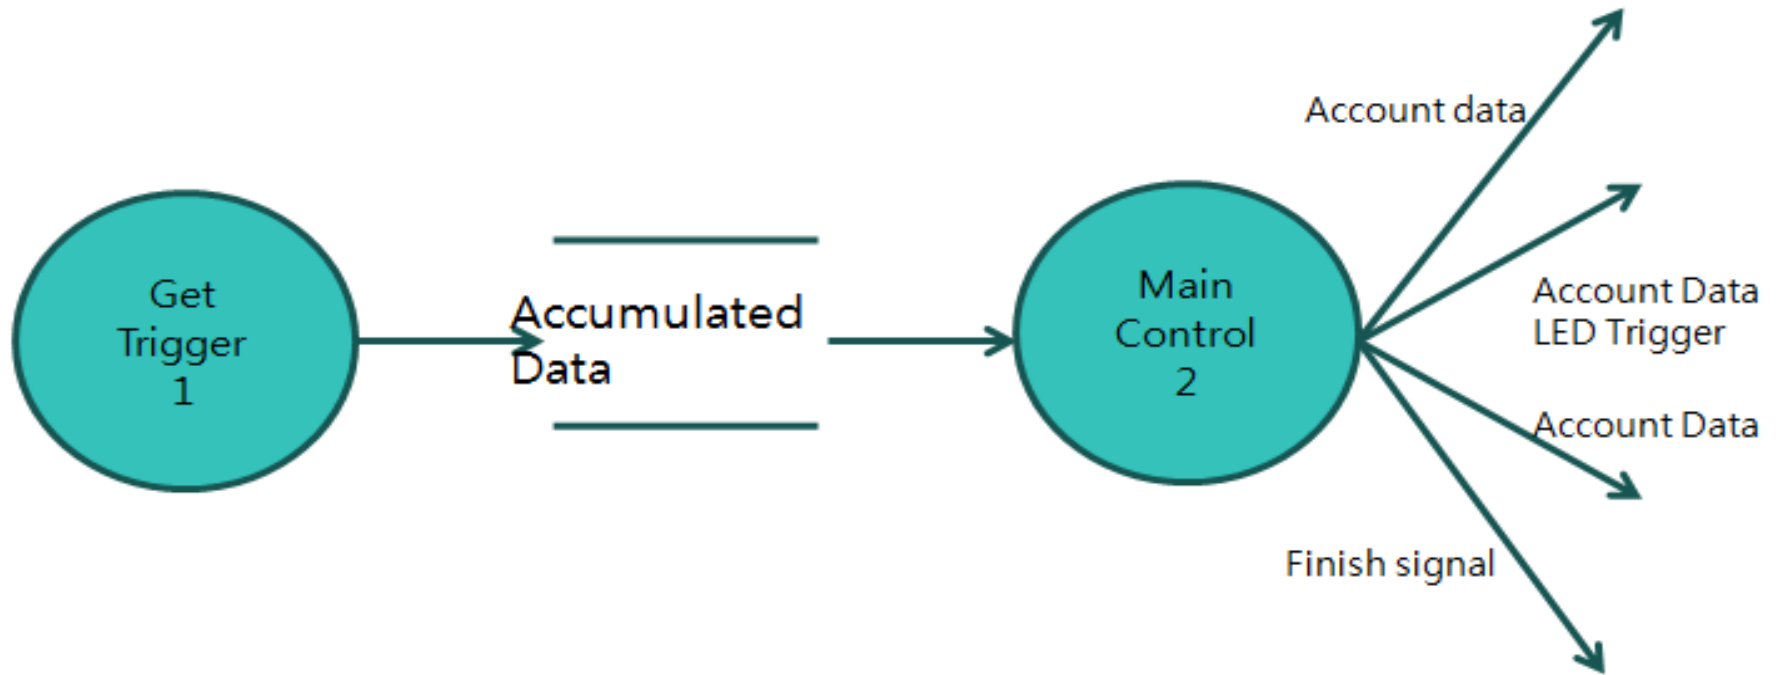 Get
Trigger
1
Accumulated
Data
Main
Control
2
Account data
Account Data
LED Trigger
Account Data
Finish signal